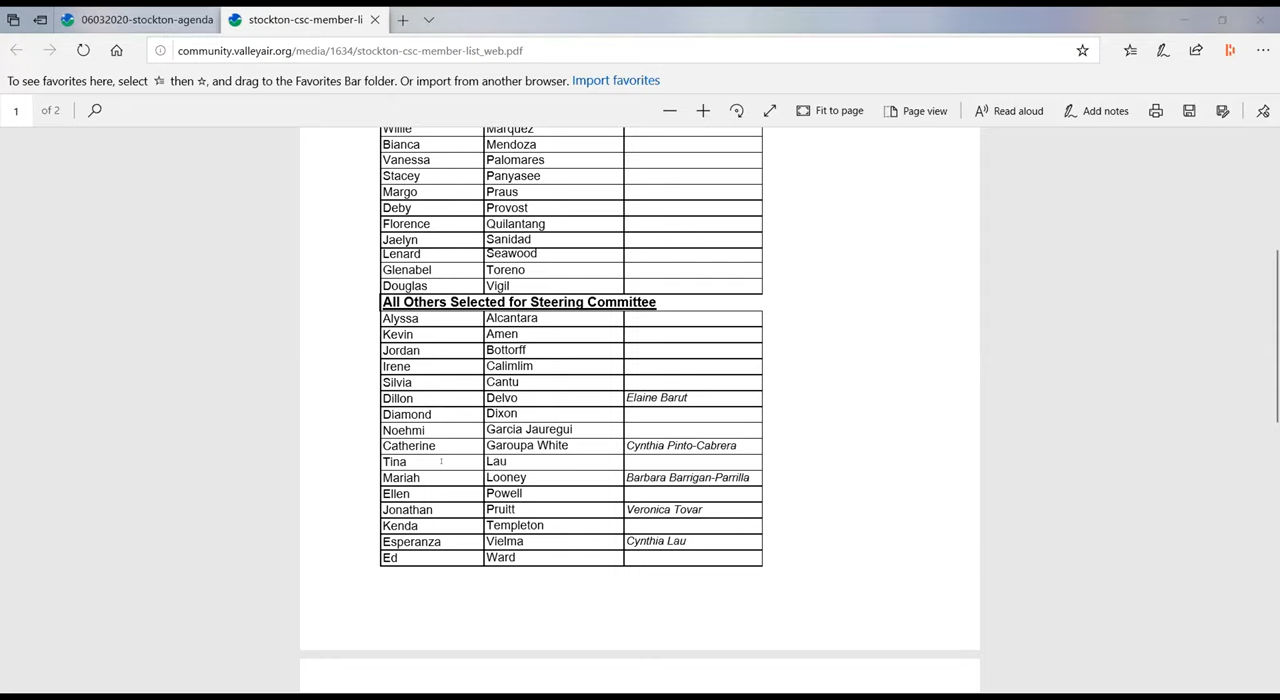 06032020-stockton-agenda
stockton-csc-member-li
community.valleyair.org/media/1634/stockton-csc-member-list_web.pdf
To see favorites here, select then , and drag to the Favorites Bar folder. Or import from another browser. Import favorites
1 of 2 Fit to page Page view Read aloud Add notes
Willie Marquez
Bianca Mendoza
Vanessa Palomares
Stacey Panyasee
Margo Praus
Deby Provost
Florence Quilantang
Jaelyn Sanidad
Lenard Seawood
Glenabel Toreno
Douglas Vigil
All Others Selected for Steering Committee
Alyssa Alcantara
Kevin Amen
Jordan Bottorff
Irene Calimlim
Silvia Cantu
Dillon Delvo Elaine Barut
Diamond Dixon
Noehmi Garcia Jauregui
Catherine Garoupa White Cynthia Pinto-Cabrera
Tina Lau
Mariah Looney Barbara Barrigan-Parrilla
Ellen Powell
Jonathan Pruitt Veronica Tovar
Kenda Templeton
Esperanza Vielma Cynthia Lau
Ed Ward